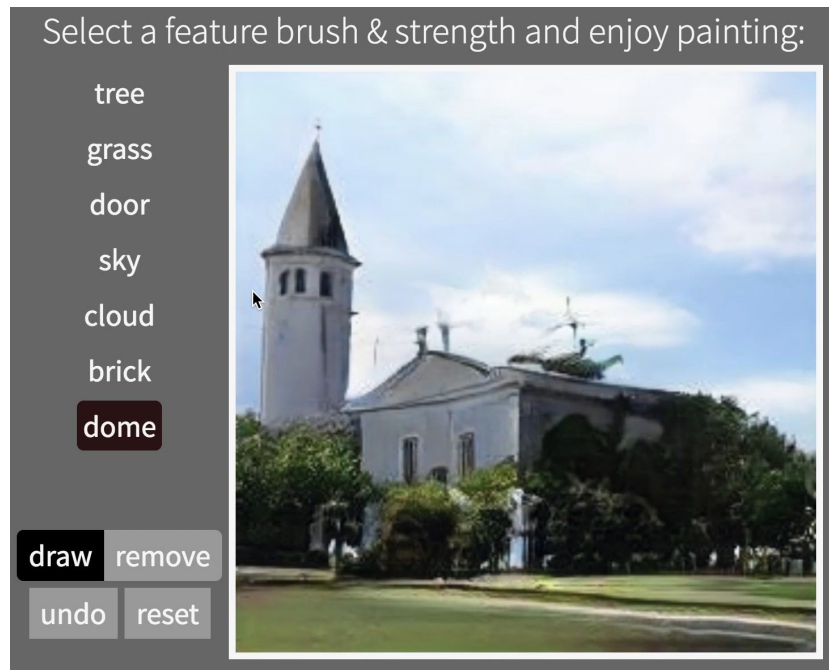 Select a feature brush & strength and enjoy painting:
tree
grass
door
sky
cloud
brick
dome
draw remove
undo reset